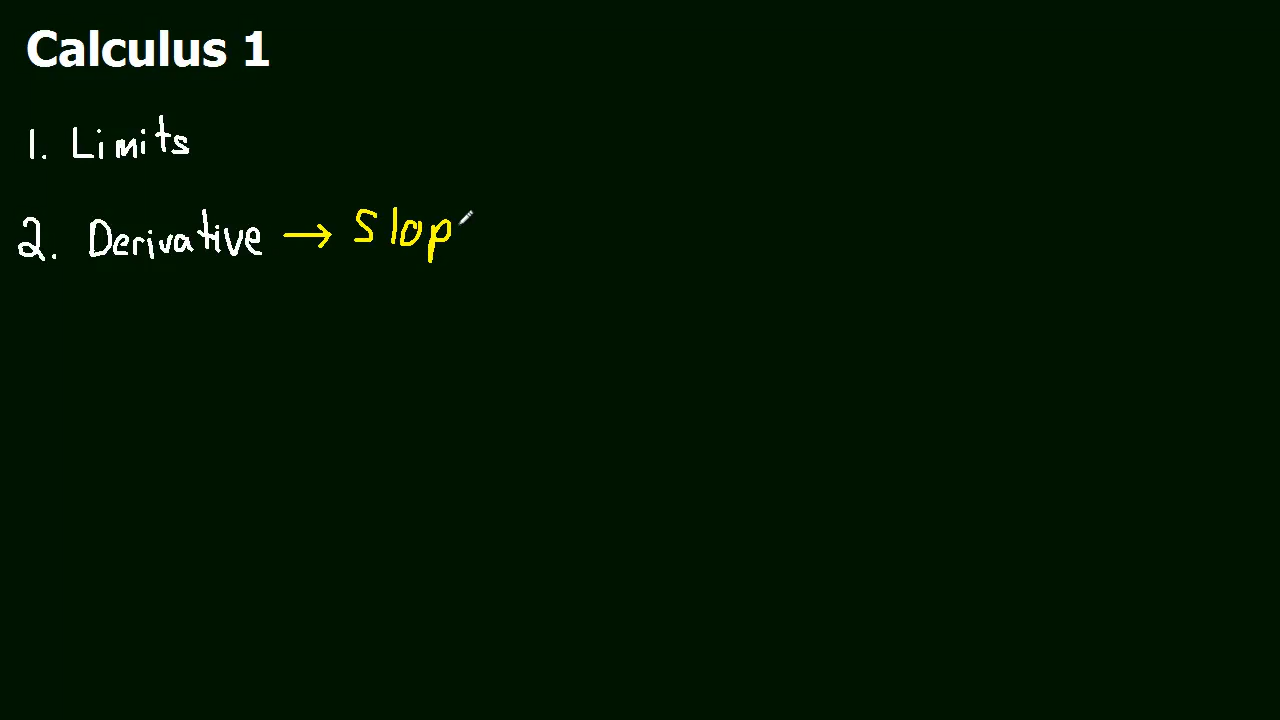 Calculus 1
1. Limits
2. Derivative → Slop